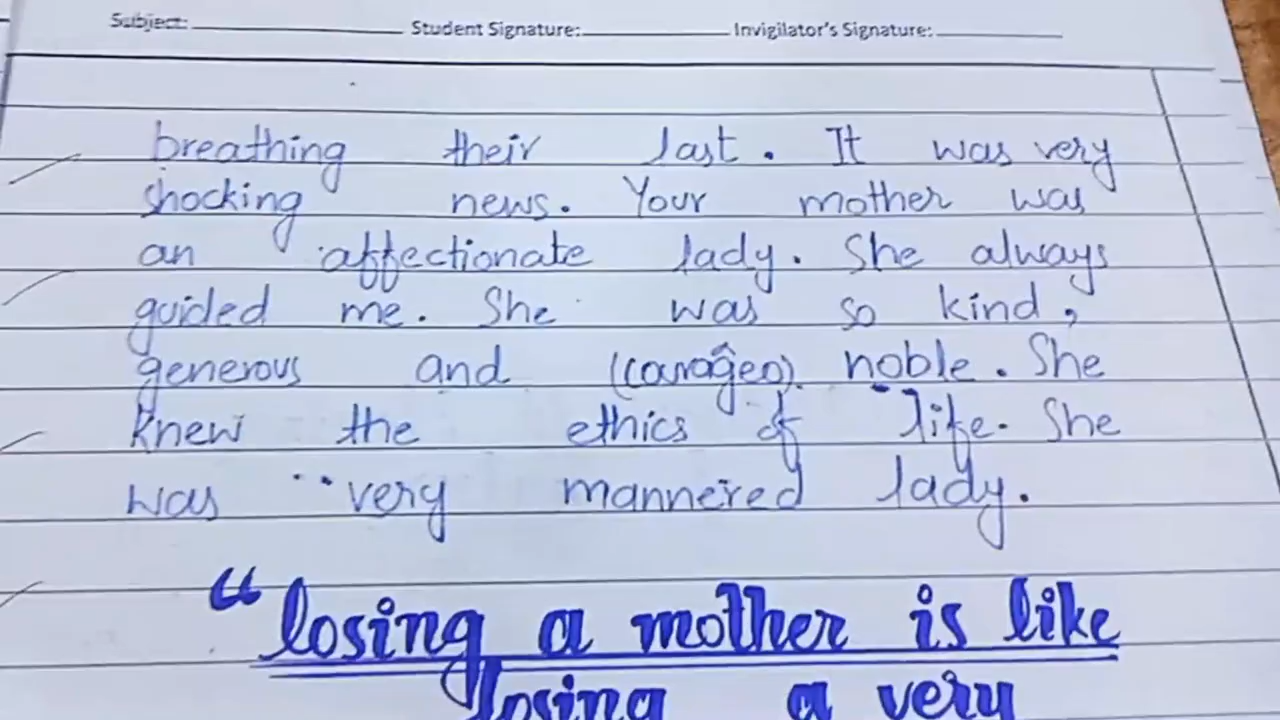 Subject: Student Signature: Invigilator's Signature:
breathing their last. It was very
shocking news. Your mother was
an affectionate lady. She always
guided me. She was so kind,
generous and noble. She
knew the ethics of life. She
was very mannered lady.
"losing a mother is like
losing a very